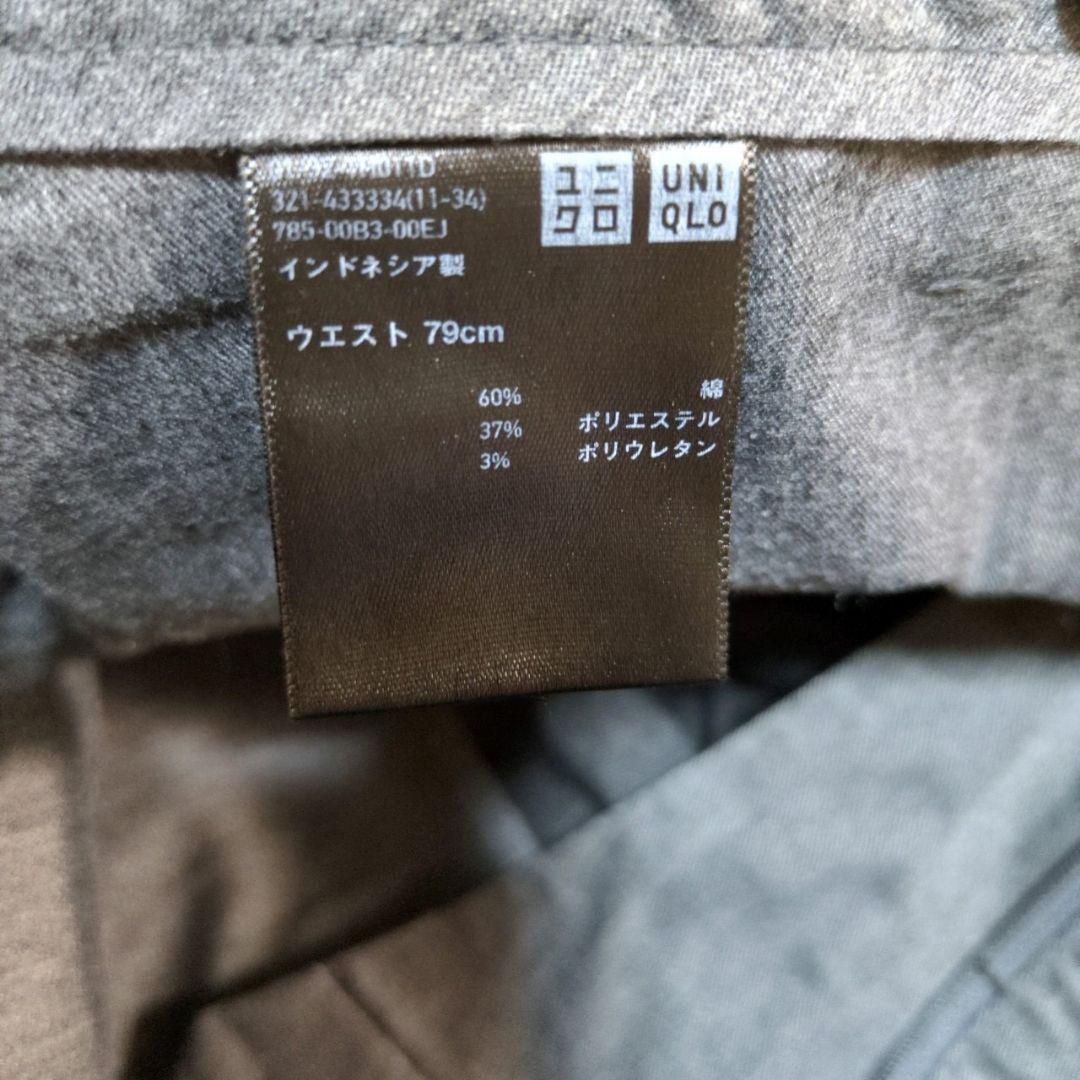 321-433334(11-34)
785-00B3-00EJ
インドネシア製
ユニ
クロ
UNI
QLO
ウエスト 79cm
60% 綿
37% ポリエステル
3% ポリウレタン